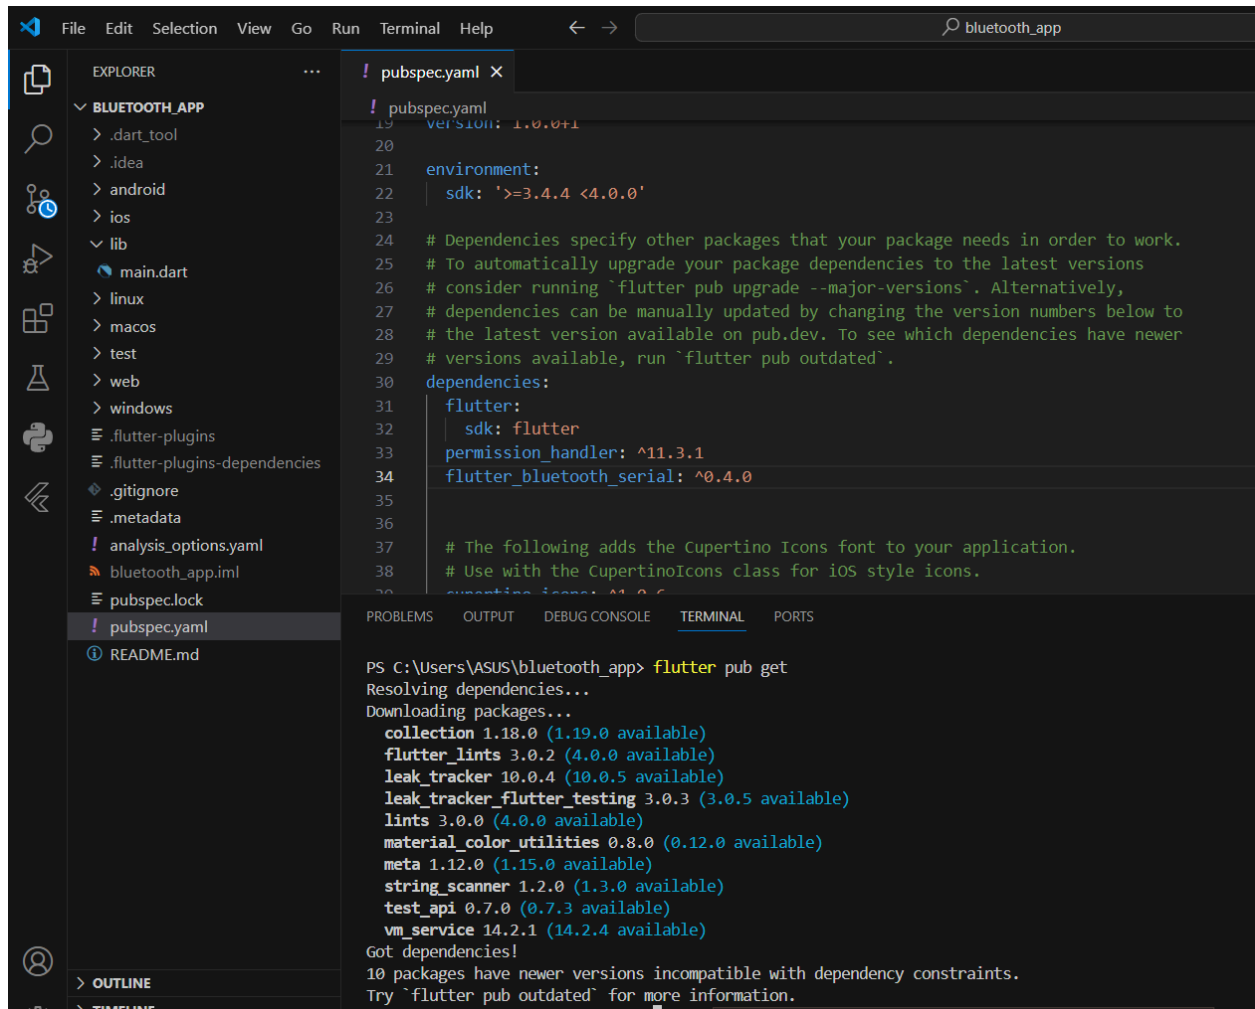 File Edit Selection View Go Run Terminal Help
bluetooth_app
EXPLORER
BLUETOOTH_APP
.dart_tool
.idea
android
ios
lib
main.dart
linux
macos
test
web
windows
.flutter-plugins
.flutter-plugins-dependencies
.gitignore
.metadata
analysis_options.yaml
bluetooth_app.iml
pubspec.lock
pubspec.yaml
README.md
OUTLINE
TIMELINE
pubspec.yaml
pubspec.yaml
19 version: 1.0.0+1
20
21 environment:
22 sdk: '>=3.4.4 <4.0.0'
23
24 # Dependencies specify other packages that your package needs in order to work.
25 # To automatically upgrade your package dependencies to the latest versions
26 # consider running `flutter pub upgrade --major-versions`. Alternatively,
27 # dependencies can be manually updated by changing the version numbers below to
28 # the latest version available on pub.dev. To see which dependencies have newer
29 # versions available, run `flutter pub outdated`.
30 dependencies:
31 flutter:
32 sdk: flutter
33 permission_handler: ^11.3.1
34 flutter_bluetooth_serial: ^0.4.0
35
36
37 # The following adds the Cupertino Icons font to your application.
38 # Use with the CupertinoIcons class for iOS style icons.
39 cupertino_icons: ^1.0.6
PROBLEMS OUTPUT DEBUG CONSOLE TERMINAL PORTS
PS C:\Users\ASUS\bluetooth_app> flutter pub get
Resolving dependencies...
Downloading packages...
collection 1.18.0 (1.19.0 available)
flutter_lints 3.0.2 (4.0.0 available)
leak_tracker 10.0.4 (10.0.5 available)
leak_tracker_flutter_testing 3.0.3 (3.0.5 available)
lints 3.0.0 (4.0.0 available)
material_color_utilities 0.8.0 (0.12.0 available)
meta 1.12.0 (1.15.0 available)
string_scanner 1.2.0 (1.3.0 available)
test_api 0.7.0 (0.7.3 available)
vm_service 14.2.1 (14.2.4 available)
Got dependencies!
10 packages have newer versions incompatible with dependency constraints.
Try `flutter pub outdated` for more information.